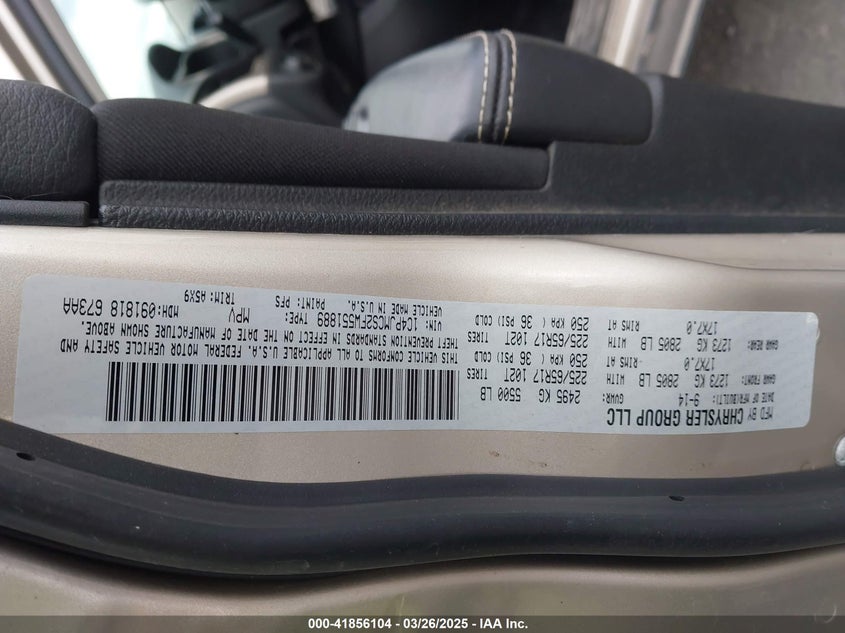 MFD BY CHRYSLER GROUP LLC
DATE OF MFR/BUILT: 9-14 GVWR: 2495 KG 5500 LB
GAWR FRONT: 1273 KG 2805 LB WITH 225/65R17 102T TIRES
17X7.0 RIMS AT 250 KPA ( 36 PSI) COLD
GAWR REAR: 1273 KG 2805 LB WITH 225/65R17 102T TIRES
17X7.0 RIMS AT 250 KPA ( 36 PSI) COLD
THIS VEHICLE CONFORMS TO ALL APPLICABLE U.S.A. FEDERAL MOTOR VEHICLE SAFETY AND
THEFT PREVENTION STANDARDS IN EFFECT ON THE DATE OF MANUFACTURE SHOWN ABOVE.
VIN: 1C4PJMCS2FW551889 TYPE: MPV MDH:091818 673AA
VEHICLE MADE IN U.S.A. PAINT: PFS TRIM:A5X9
000-41856104 - 03/26/2025 - IAA Inc.